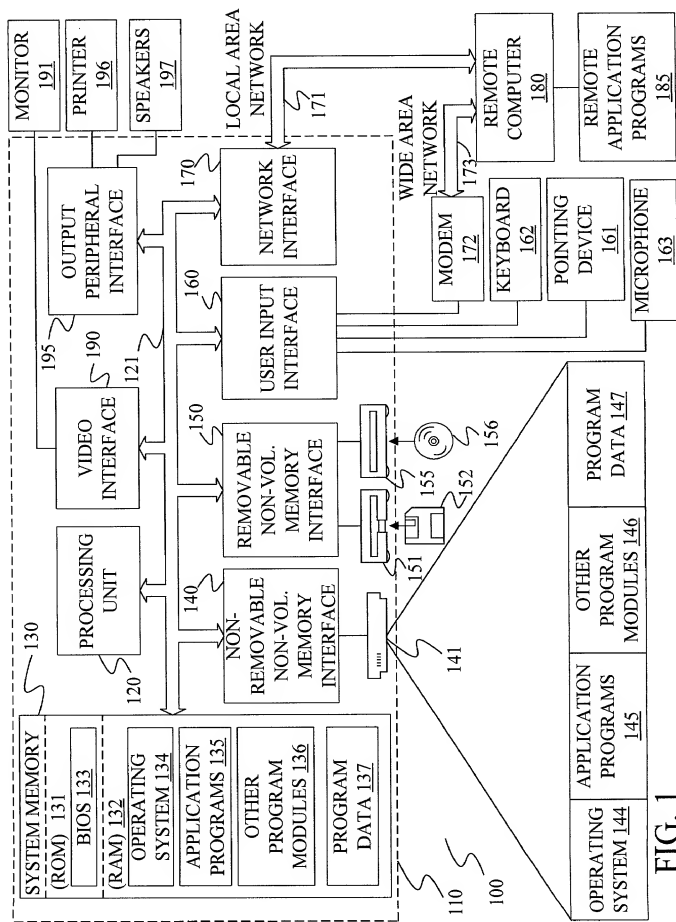 SYSTEM MEMORY
(ROM) 131
BIOS 133
(RAM) 132
OPERATING
SYSTEM 134
APPLICATION
PROGRAMS 135
OTHER
PROGRAM
MODULES 136
PROGRAM
DATA 137
130
PROCESSING
UNIT
120
VIDEO
INTERFACE
190
121
OUTPUT
PERIPHERAL
INTERFACE
195
MONITOR
191
PRINTER
196
SPEAKERS
197
NON-
REMOVABLE
NON-VOL.
MEMORY
INTERFACE
140
REMOVABLE
NON-VOL.
MEMORY
INTERFACE
150
USER INPUT
INTERFACE
160
NETWORK
INTERFACE
170
LOCAL AREA
NETWORK
171
110
100
141
151
152
155
156
WIDE AREA
NETWORK
173
MODEM
172
KEYBOARD
162
POINTING
DEVICE
161
MICROPHONE
163
REMOTE
COMPUTER
180
REMOTE
APPLICATION
PROGRAMS
185
OPERATING
SYSTEM 144
APPLICATION
PROGRAMS
145
OTHER
PROGRAM
MODULES 146
PROGRAM
DATA 147
FIG. 1